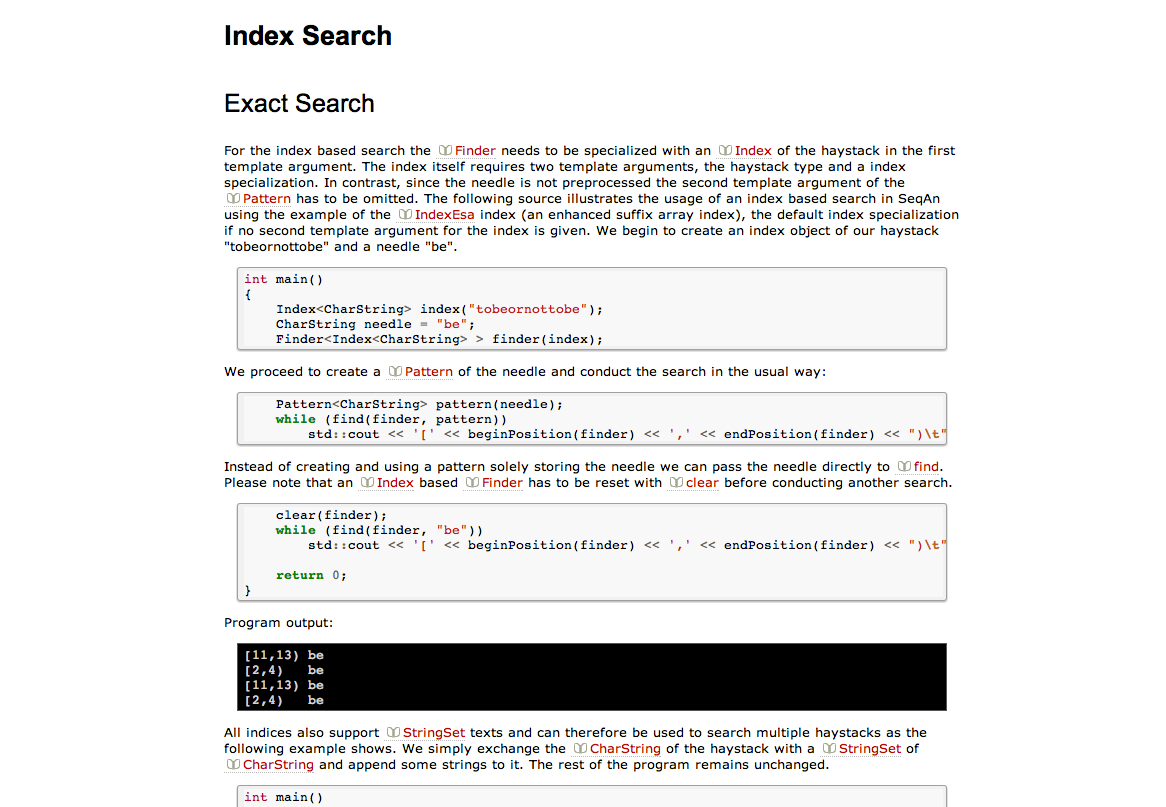 Index Search
Exact Search
For the index based search the Finder needs to be specialized with an Index of the haystack in the first
template argument. The index itself requires two template arguments, the haystack type and a index
specialization. In contrast, since the needle is not preprocessed the second template argument of the
Pattern has to be omitted. The following source illustrates the usage of an index based search in SeqAn
using the example of the IndexEsa index (an enhanced suffix array index), the default index specialization
if no second template argument for the index is given. We begin to create an index object of our haystack
"tobeornottobe" and a needle "be".
int main()
{
    Index<CharString> index("tobeornottobe");
    CharString needle = "be";
    Finder<Index<CharString> > finder(index);
We proceed to create a Pattern of the needle and conduct the search in the usual way:
    Pattern<CharString> pattern(needle);
    while (find(finder, pattern))
        std::cout << '[' << beginPosition(finder) << ',' << endPosition(finder) << ")\t"
Instead of creating and using a pattern solely storing the needle we can pass the needle directly to find.
Please note that an Index based Finder has to be reset with clear before conducting another search.
    clear(finder);
    while (find(finder, "be"))
        std::cout << '[' << beginPosition(finder) << ',' << endPosition(finder) << ")\t"
    return 0;
}
Program output:
[11,13) be
[2,4)   be
[11,13) be
[2,4)   be
All indices also support StringSet texts and can therefore be used to search multiple haystacks as the
following example shows. We simply exchange the CharString of the haystack with a StringSet of
CharString and append some strings to it. The rest of the program remains unchanged.
int main()